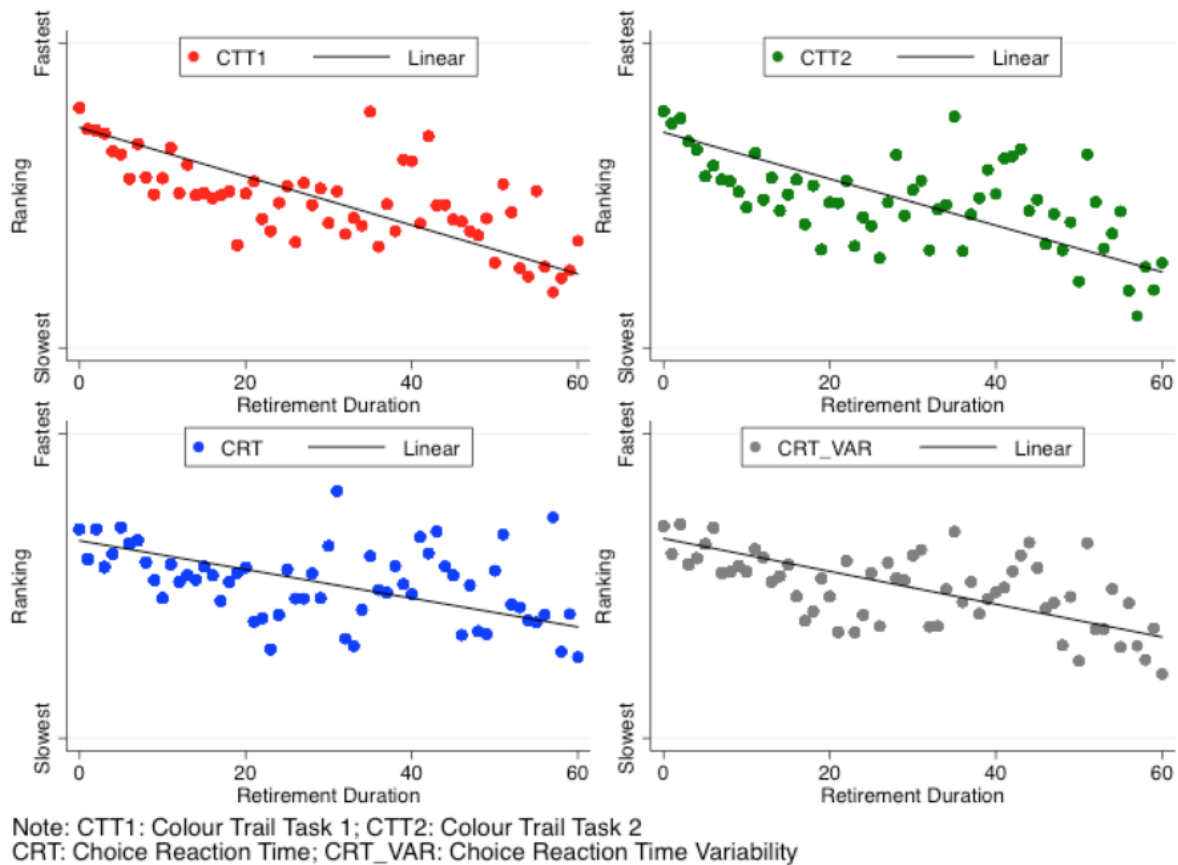 CTT1 Linear
Fastest
Ranking
Slowest
0 20 40 60
Retirement Duration
CTT2 Linear
Fastest
Ranking
Slowest
0 20 40 60
Retirement Duration
CRT Linear
Fastest
Ranking
Slowest
0 20 40 60
Retirement Duration
CRT_VAR Linear
Fastest
Ranking
Slowest
0 20 40 60
Retirement Duration
Note: CTT1: Colour Trail Task 1; CTT2: Colour Trail Task 2
CRT: Choice Reaction Time; CRT_VAR: Choice Reaction Time Variability